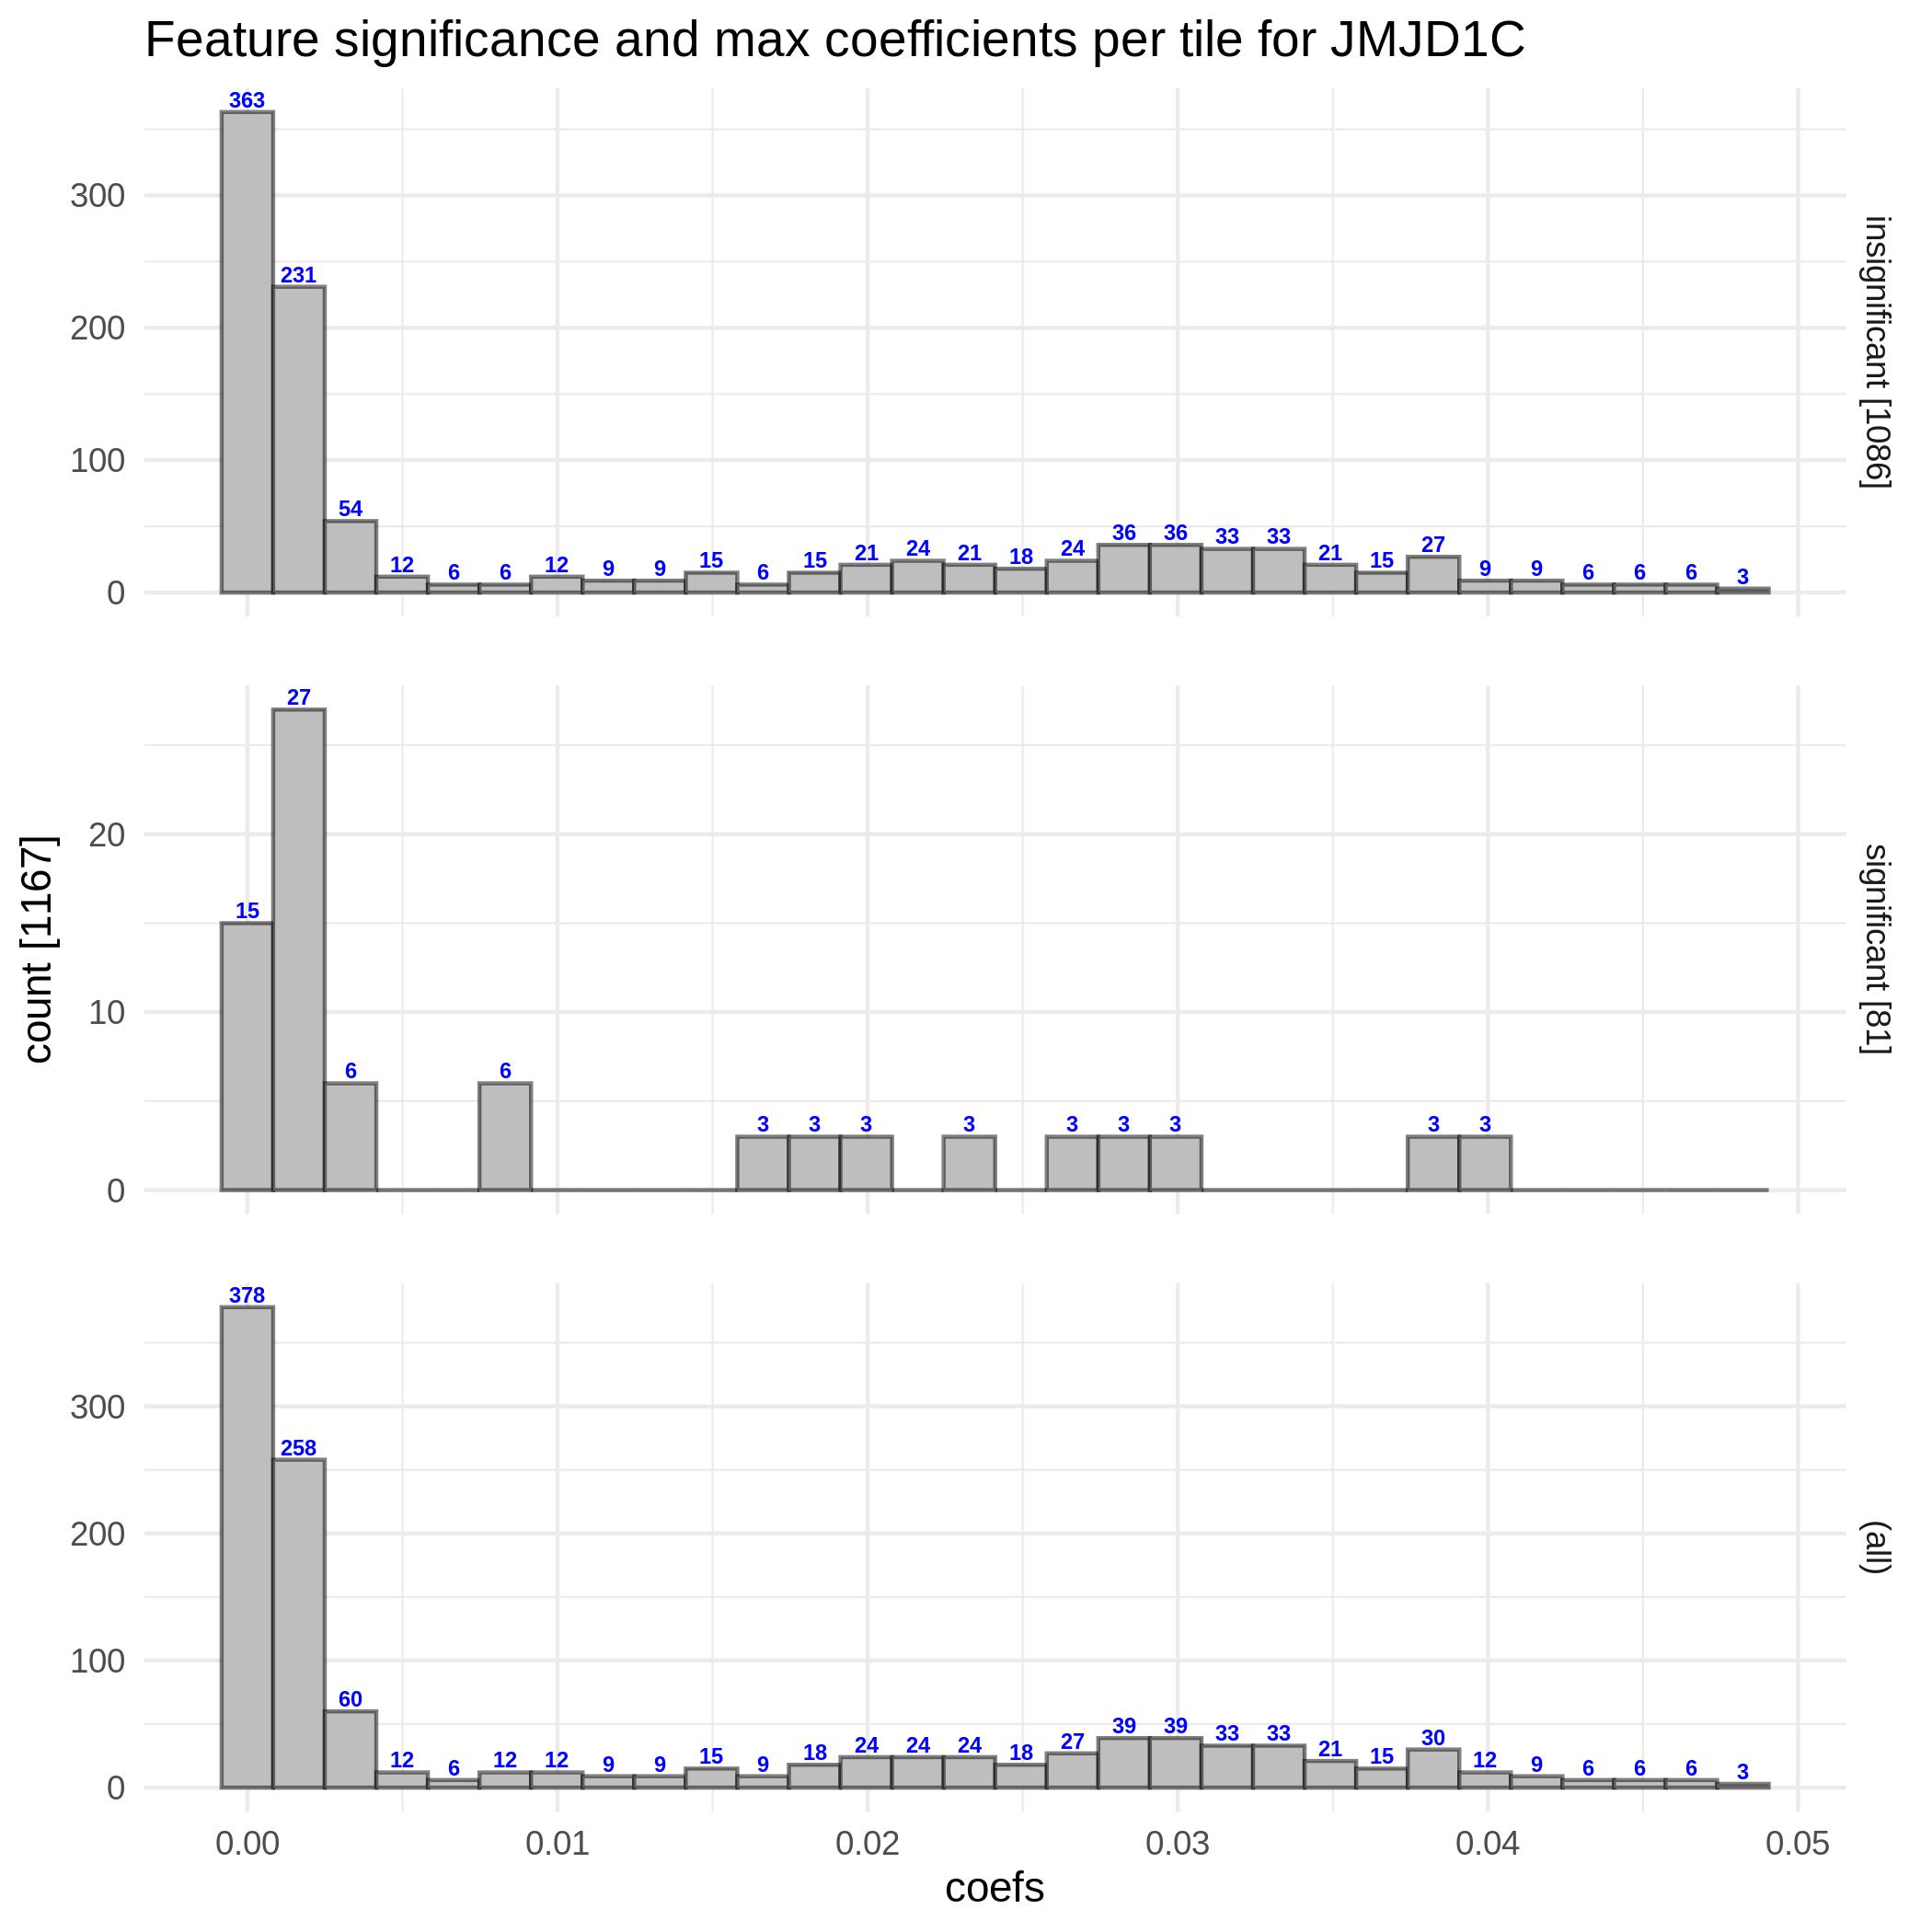 Feature significance and max coefficients per tile for JMJD1C
363
231
54 12 6 6 12 9 9 15 6 15 21 24 21 18 24 36 36 33 33 21 15 27 9 9 6 6 6 3
300
200
100
0
insignificant [1086]
27
15
6 6 3 3 3 3 3 3 3 3 3
20
10
0
significant [81]
count [1167]
378
258
60 12 6 12 12 9 9 15 9 18 24 24 24 18 27 39 39 33 33 21 15 30 12 9 6 6 6 3
300
200
100
0
(all)
0.00 0.01 0.02 0.03 0.04 0.05
coefs